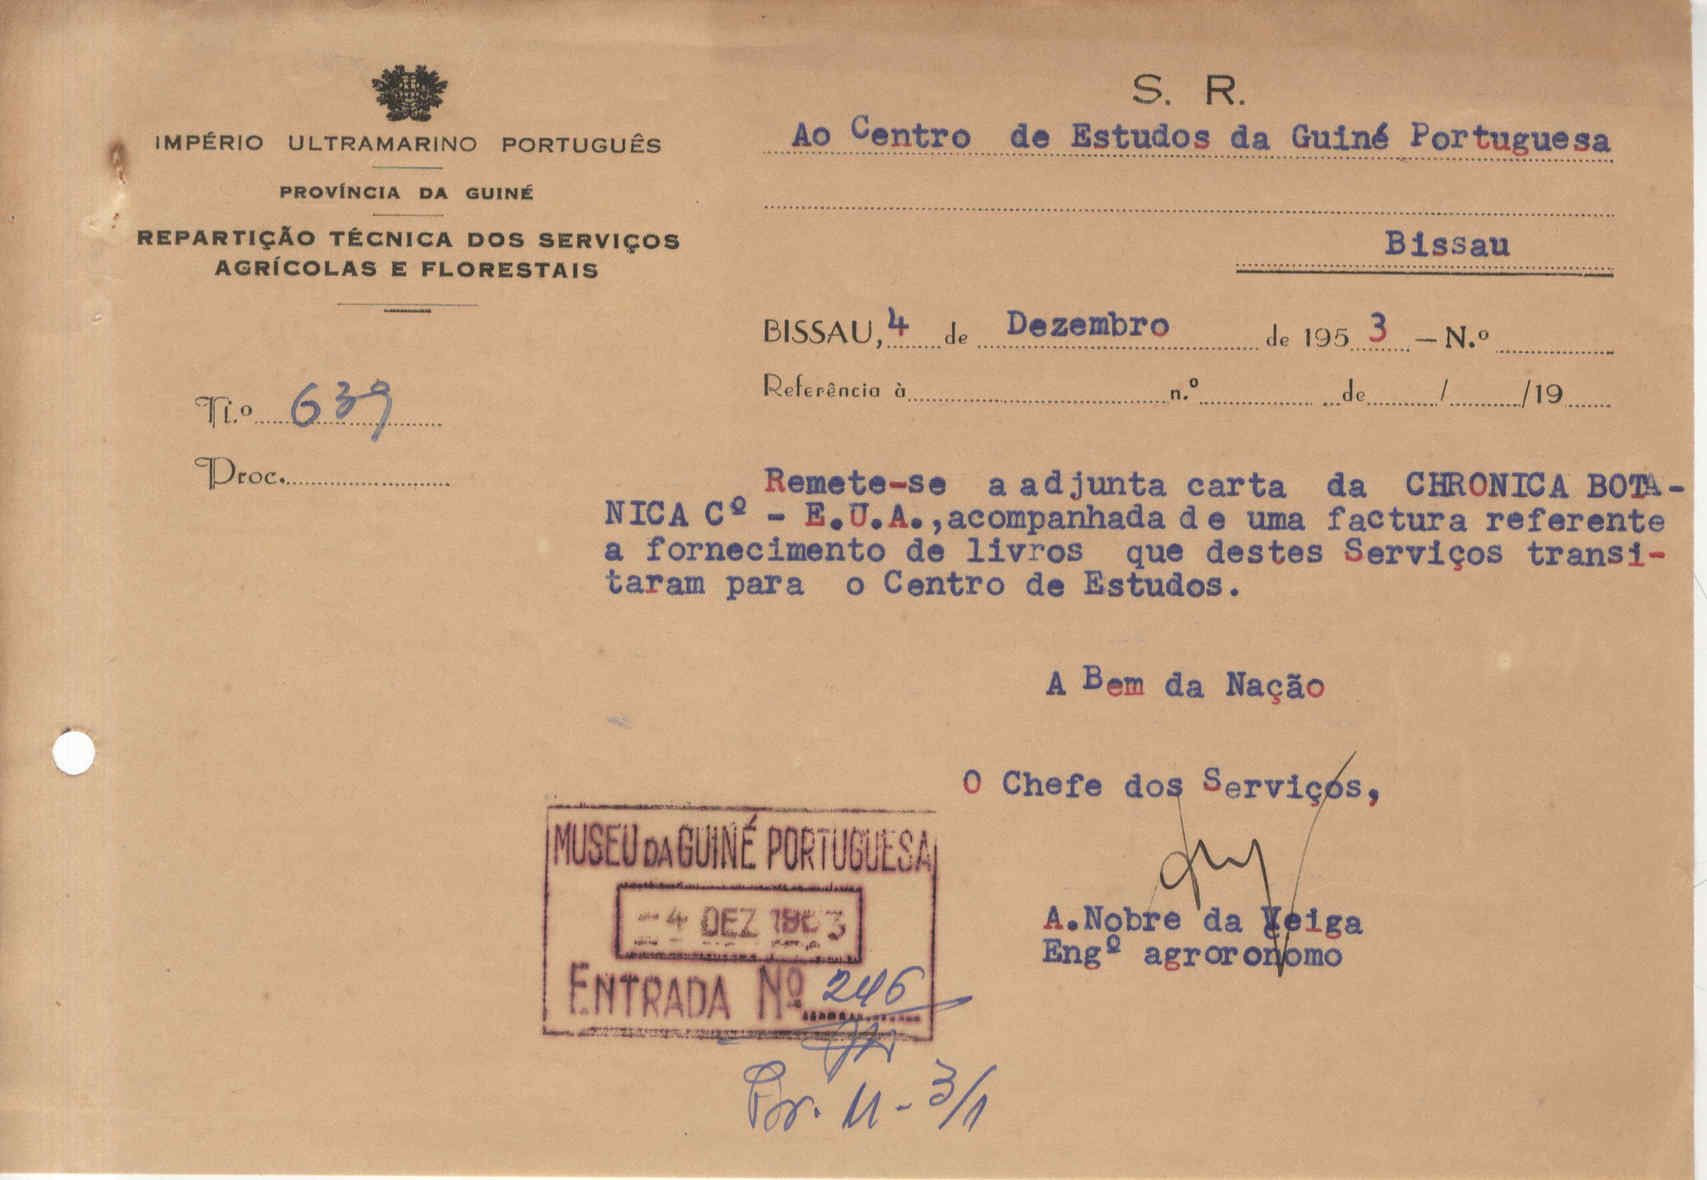 IMPÉRIO ULTRAMARINO PORTUGUÊS
PROVÍNCIA DA GUINÉ
REPARTIÇÃO TÉCNICA DOS SERVIÇOS
AGRÍCOLAS E FLORESTAIS
N.º 639
Proc.
S. R.
Ao Centro de Estudos da Guiné Portuguesa
Bissau
BISSAU, 4 de Dezembro de 1953 — N.º
Referência à n.º de / /19
Remete-se a adjunta carta da CHRONICA BOTA-
NICA Cº - E.U.A., acompanhada de uma factura referente
a fornecimento de livros que destes Serviços transi-
taram para o Centro de Estudos.
A Bem da Nação
O Chefe dos Serviços,
A.Nobre da Veiga
Engº agroronomo
MUSEU DA GUINÉ PORTUGUESA
-4 DEZ 1953
ENTRADA Nº 246
Pr. 11-3/1